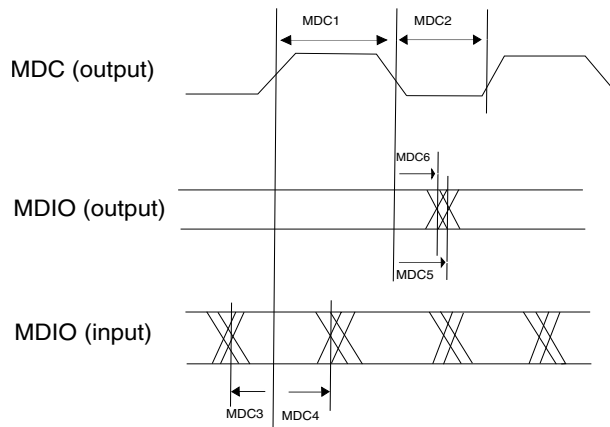 MDC1
MDC2
MDC (output)
MDC6
MDIO (output)
MDC5
MDIO (input)
MDC3
MDC4